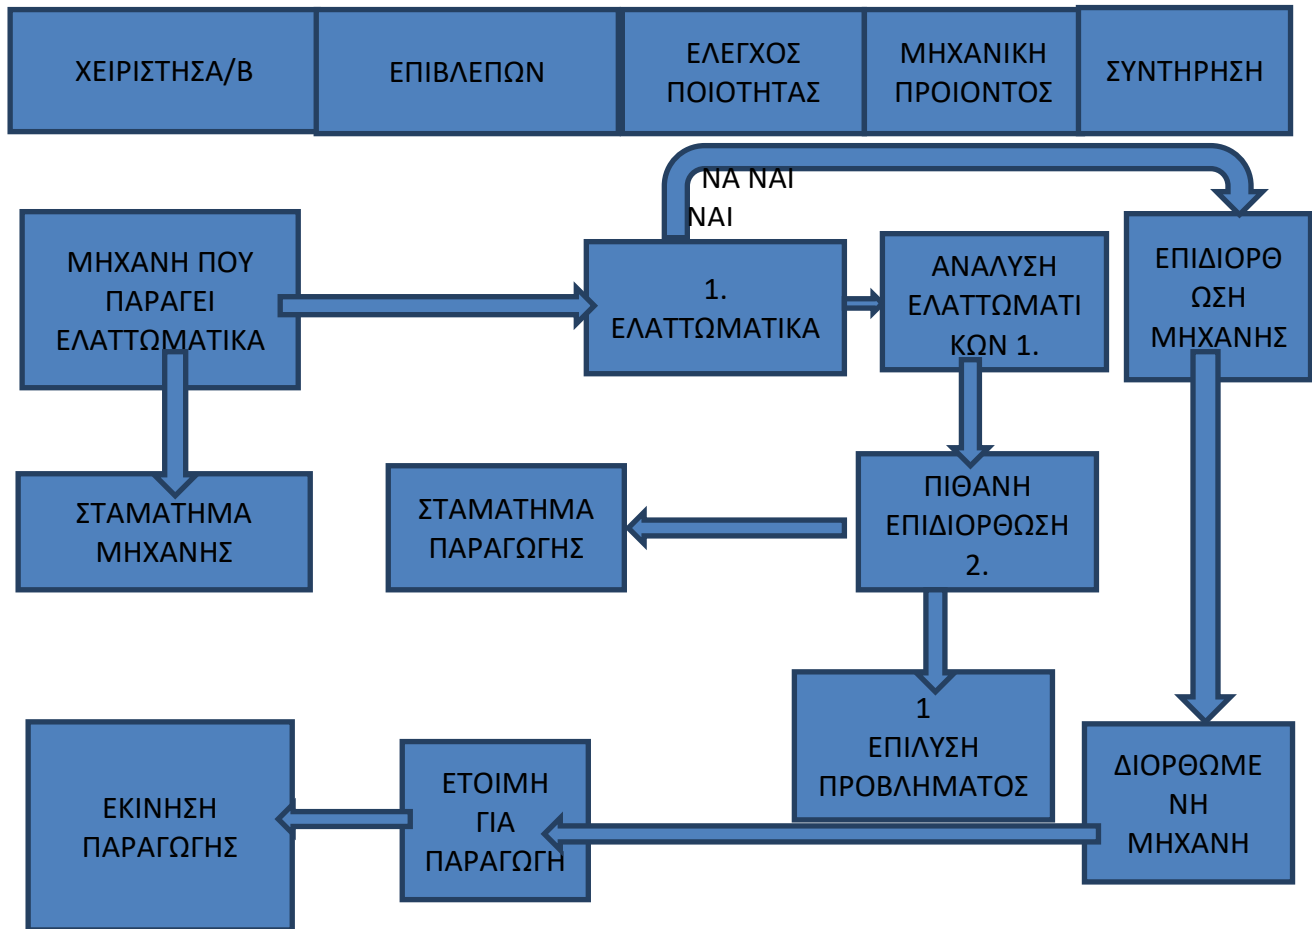 ΧΕΙΡΙΣΤΗΣΑ/Β
ΕΠΙΒΛΕΠΩΝ
ΕΛΕΓΧΟΣ
ΠΟΙΟΤΗΤΑΣ
ΜΗΧΑΝΙΚΗ
ΠΡΟΙΟΝΤΟΣ
ΣΥΝΤΗΡΗΣΗ
ΝΑ ΝΑΙ
ΝΑΙ
ΜΗΧΑΝΗ ΠΟΥ
ΠΑΡΑΓΕΙ
ΕΛΑΤΤΩΜΑΤΙΚΑ
1.
ΕΛΑΤΤΩΜΑΤΙΚΑ
ΑΝΑΛΥΣΗ
ΕΛΑΤΤΩΜΑΤΙ
ΚΩΝ 1.
ΕΠΙΔΙΟΡΘ
ΩΣΗ
ΜΗΧΑΝΗΣ
ΣΤΑΜΑΤΗΜΑ
ΜΗΧΑΝΗΣ
ΣΤΑΜΑΤΗΜΑ
ΠΑΡΑΓΩΓΗΣ
ΠΙΘΑΝΗ
ΕΠΙΔΙΟΡΘΩΣΗ
2.
1
ΕΠΙΛΥΣΗ
ΠΡΟΒΛΗΜΑΤΟΣ
ΕΚΙΝΗΣΗ
ΠΑΡΑΓΩΓΗΣ
ΕΤΟΙΜΗ
ΓΙΑ
ΠΑΡΑΓΩΓΗ
ΔΙΟΡΘΩΜΕ
ΝΗ
ΜΗΧΑΝΗ